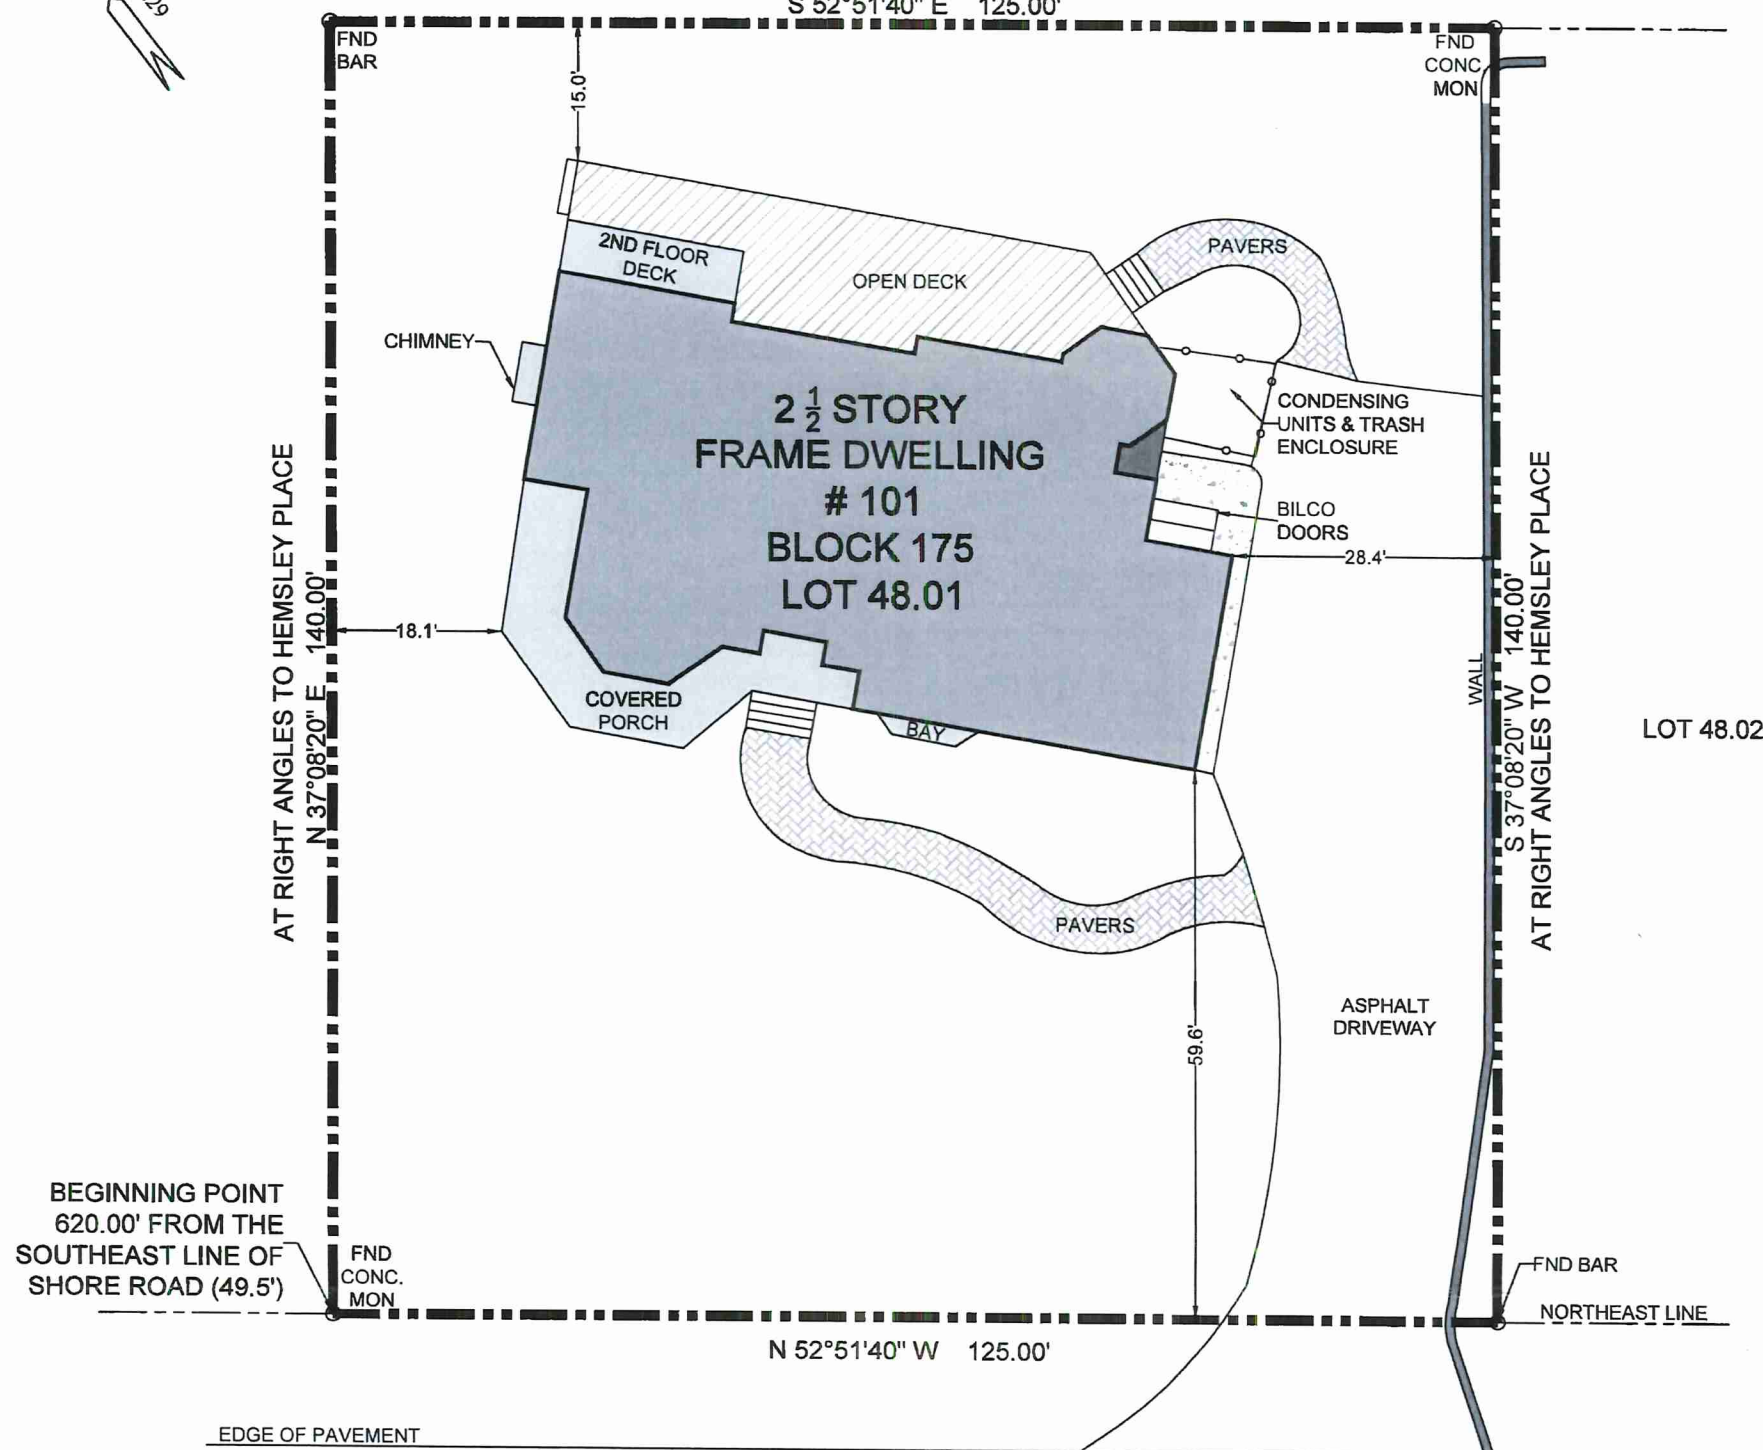 29
S 52°51'40" E 125.00'
FND
BAR
FND
CONC
MON
15.0'
2ND FLOOR
DECK
OPEN DECK
PAVERS
CHIMNEY
2 1/2 STORY
FRAME DWELLING
# 101
BLOCK 175
LOT 48.01
CONDENSING
UNITS & TRASH
ENCLOSURE
BILCO
DOORS
28.4'
AT RIGHT ANGLES TO HEMSLEY PLACE
N 37°08'20" E 140.00'
18.1'
COVERED
PORCH
BAY
WALL
S 37°08'20" W 140.00'
AT RIGHT ANGLES TO HEMSLEY PLACE
LOT 48.02
PAVERS
59.6'
ASPHALT
DRIVEWAY
BEGINNING POINT
620.00' FROM THE
SOUTHEAST LINE OF
SHORE ROAD (49.5')
FND
CONC.
MON
FND BAR
NORTHEAST LINE
N 52°51'40" W 125.00'
EDGE OF PAVEMENT